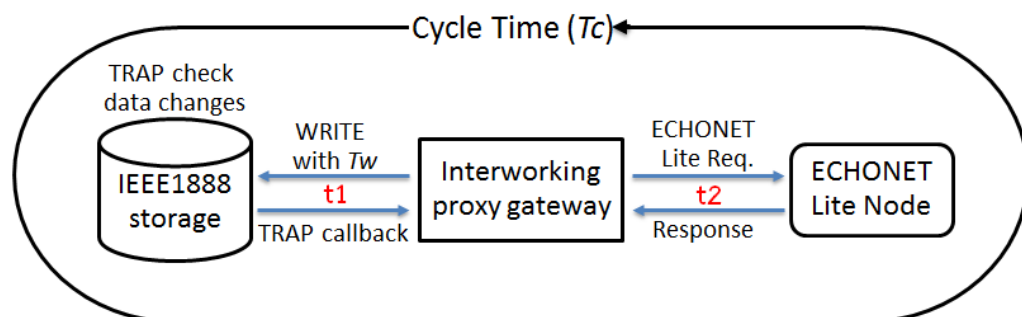 Cycle Time (Tc)
TRAP check
data changes
WRITE
with Tw
ECHONET
Lite Req.
IEEE1888
storage
t1
Interworking
proxy gateway
t2
ECHONET
Lite Node
TRAP callback
Response